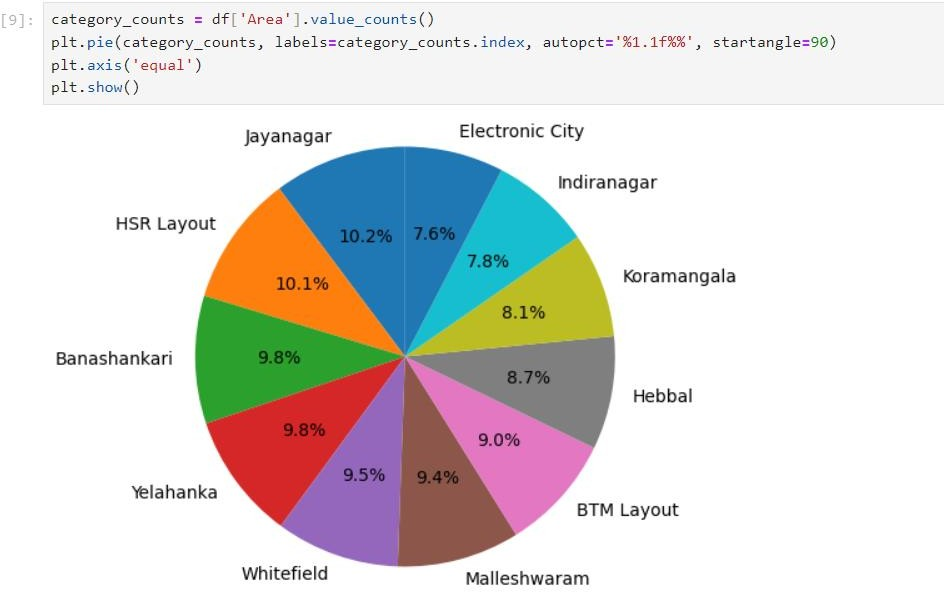 [9]:
category_counts = df['Area'].value_counts()
plt.pie(category_counts, labels=category_counts.index, autopct='%1.1f%%', startangle=90)
plt.axis('equal')
plt.show()
Jayanagar
Electronic City
Indiranagar
HSR Layout
10.2%
7.6%
7.8%
Koramangala
10.1%
8.1%
Banashankari
9.8%
8.7%
Hebbal
9.8%
9.0%
9.5%
9.4%
Yelahanka
BTM Layout
Whitefield
Malleshwaram